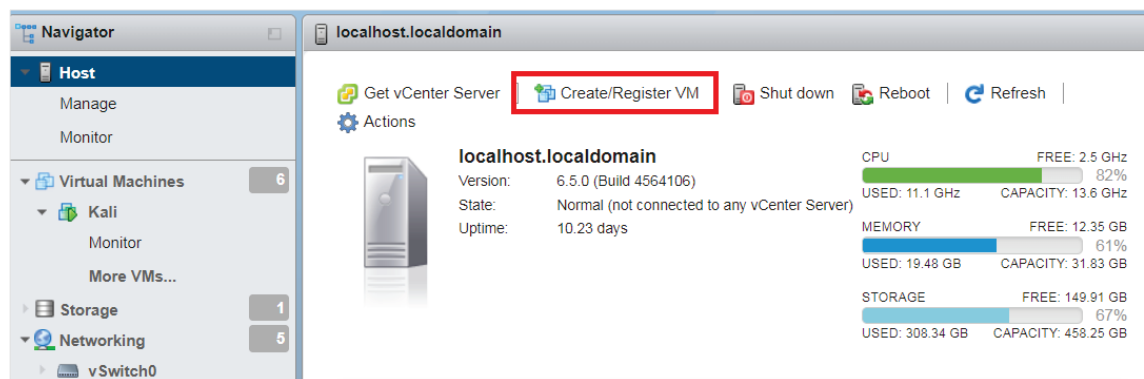 Navigator
Host
Manage
Monitor
Virtual Machines 6
Kali
Monitor
More VMs...
Storage 1
Networking 5
vSwitch0
localhost.localdomain
Get vCenter Server Create/Register VM Shut down Reboot Refresh
Actions
localhost.localdomain
Version: 6.5.0 (Build 4564106)
State: Normal (not connected to any vCenter Server)
Uptime: 10.23 days
CPU FREE: 2.5 GHz
82%
USED: 11.1 GHz CAPACITY: 13.6 GHz
MEMORY FREE: 12.35 GB
61%
USED: 19.48 GB CAPACITY: 31.83 GB
STORAGE FREE: 149.91 GB
67%
USED: 308.34 GB CAPACITY: 458.25 GB